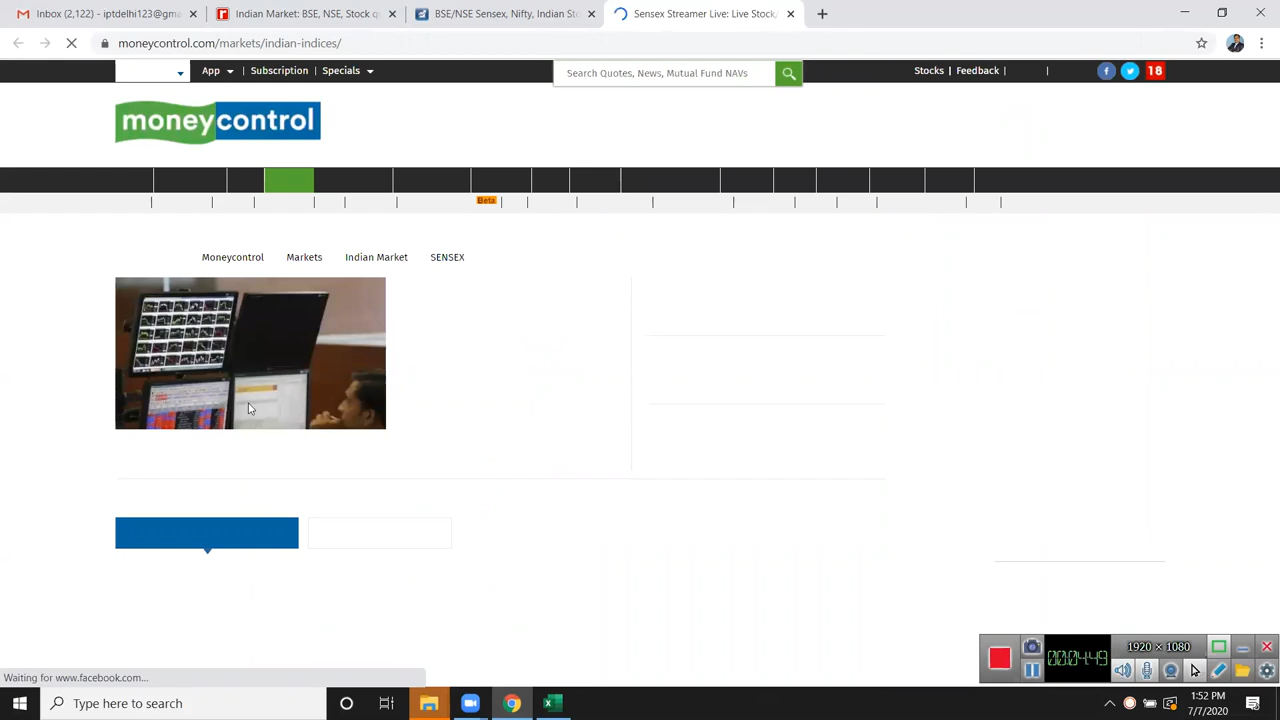 Inbox (2,122) - iptdelhi123@gma
Indian Market: BSE, NSE, Stock q
BSE/NSE Sensex, Nifty, Indian Sto
Sensex Streamer Live: Live Stock,
moneycontrol.com/markets/indian-indices/
App
Subscription
Specials
Search Quotes, News, Mutual Fund NAVs
Stocks
Feedback
18
moneycontrol
Beta
Moneycontrol
Markets
Indian Market
SENSEX
00:04:49
1920 × 1080
Waiting for www.facebook.com...
Type here to search
1:52 PM
7/7/2020